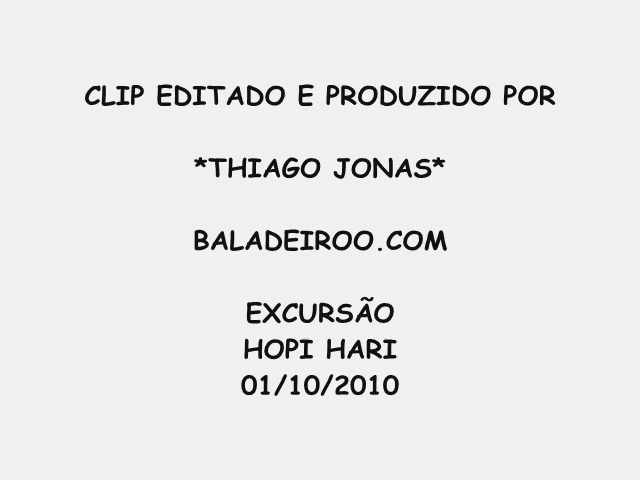 CLIP EDITADO E PRODUZIDO POR
*THIAGO JONAS*
BALADEIROO.COM
EXCURSÃO
HOPI HARI
01/10/2010